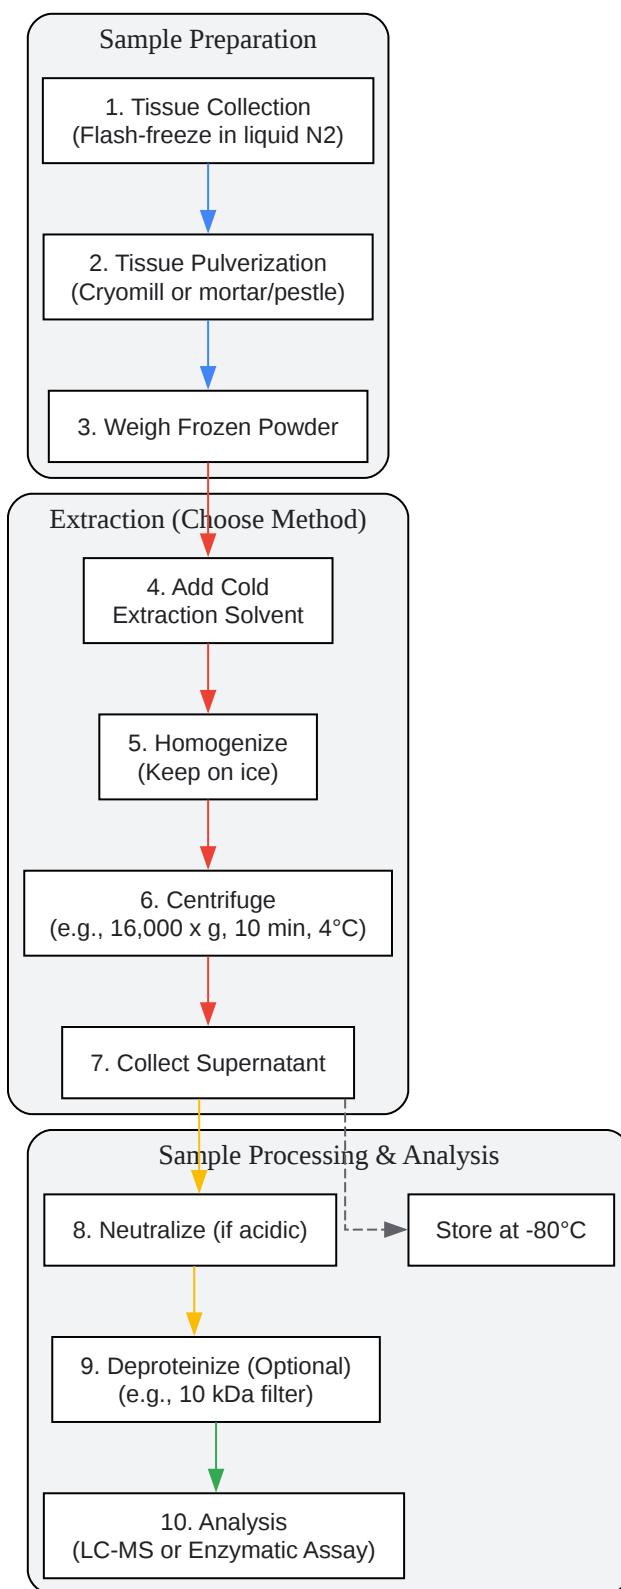 Sample Preparation
1. Tissue Collection
(Flash-freeze in liquid N2)
2. Tissue Pulverization
(Cryomill or mortar/pestle)
3. Weigh Frozen Powder
Extraction (Choose Method)
4. Add Cold
Extraction Solvent
5. Homogenize
(Keep on ice)
6. Centrifuge
(e.g., 16,000 x g, 10 min, 4°C)
7. Collect Supernatant
Sample Processing & Analysis
8. Neutralize (if acidic)
Store at -80°C
9. Deproteinize (Optional)
(e.g., 10 kDa filter)
10. Analysis
(LC-MS or Enzymatic Assay)